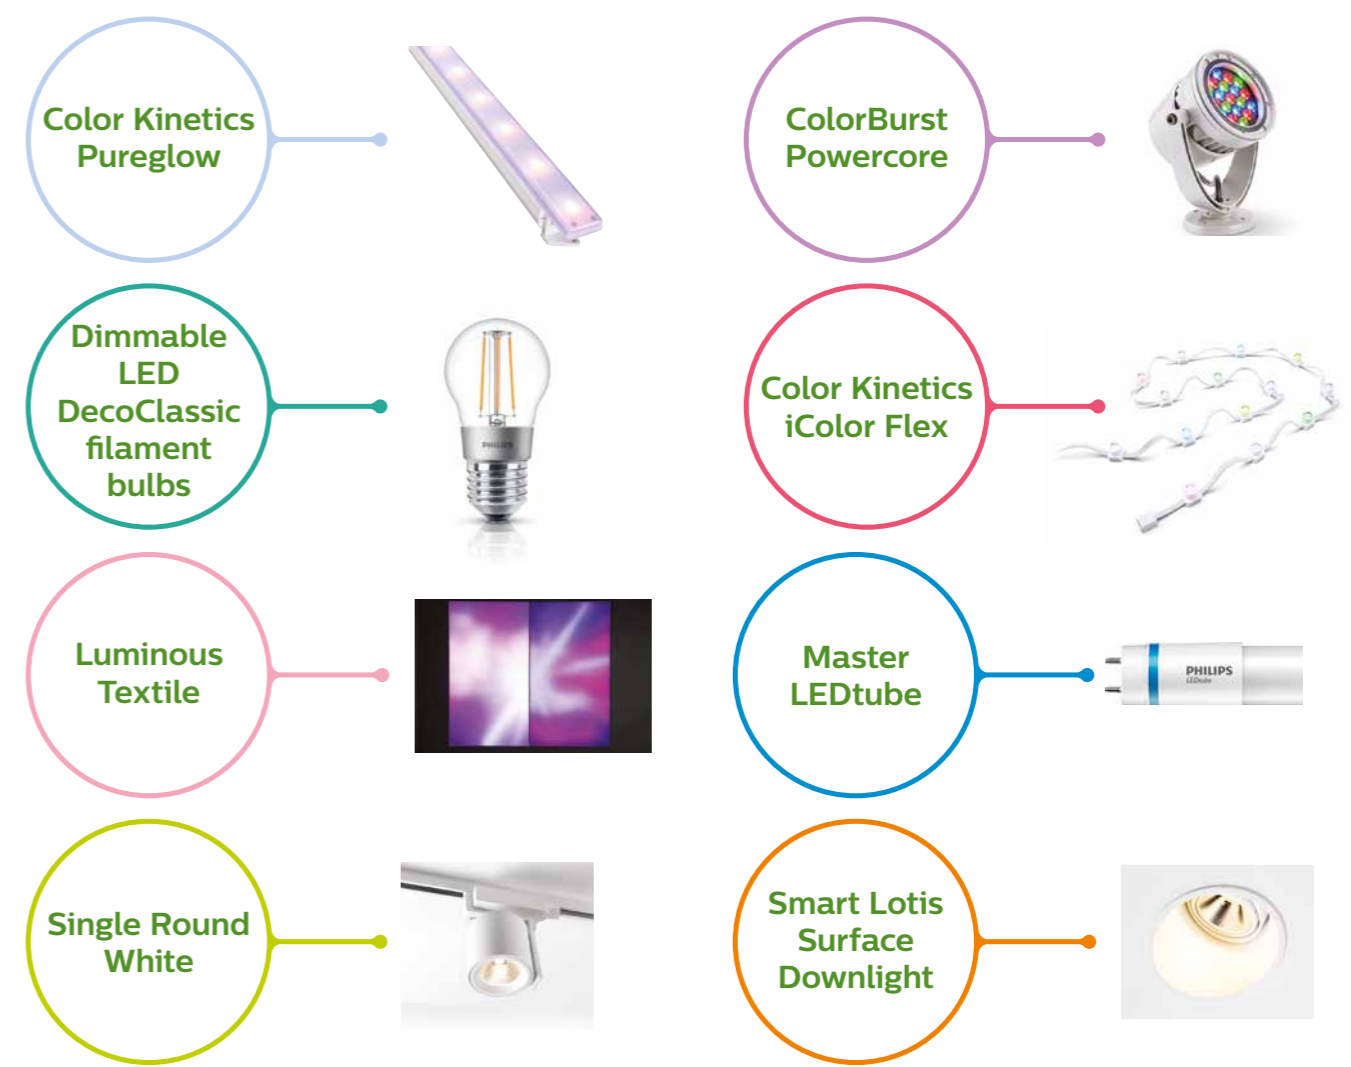 Color Kinetics
Pureglow
ColorBurst
Powercore
Dimmable
LED
DecoClassic
filament
bulbs
PHILIPS
Color Kinetics
iColor Flex
Luminous
Textile
Master
LEDtube
PHILIPS
LEDtube
Single Round
White
Smart Lotis
Surface
Downlight